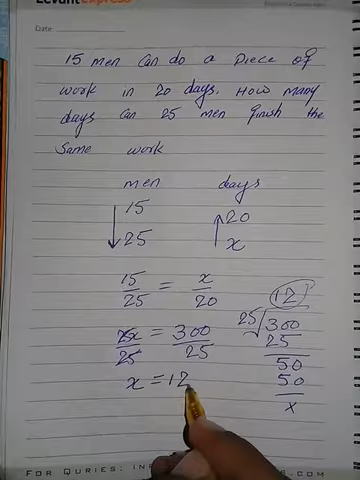 Express
Date:
15 men can do a piece of
work in 20 days. How many
days can 25 men finish the
same work
men days
15 20
25 x
15/25 = x/20
25x/25 = 300/25
x = 12
12
25 300
25
50
50
x
FOR QURIES: IN
S.COM